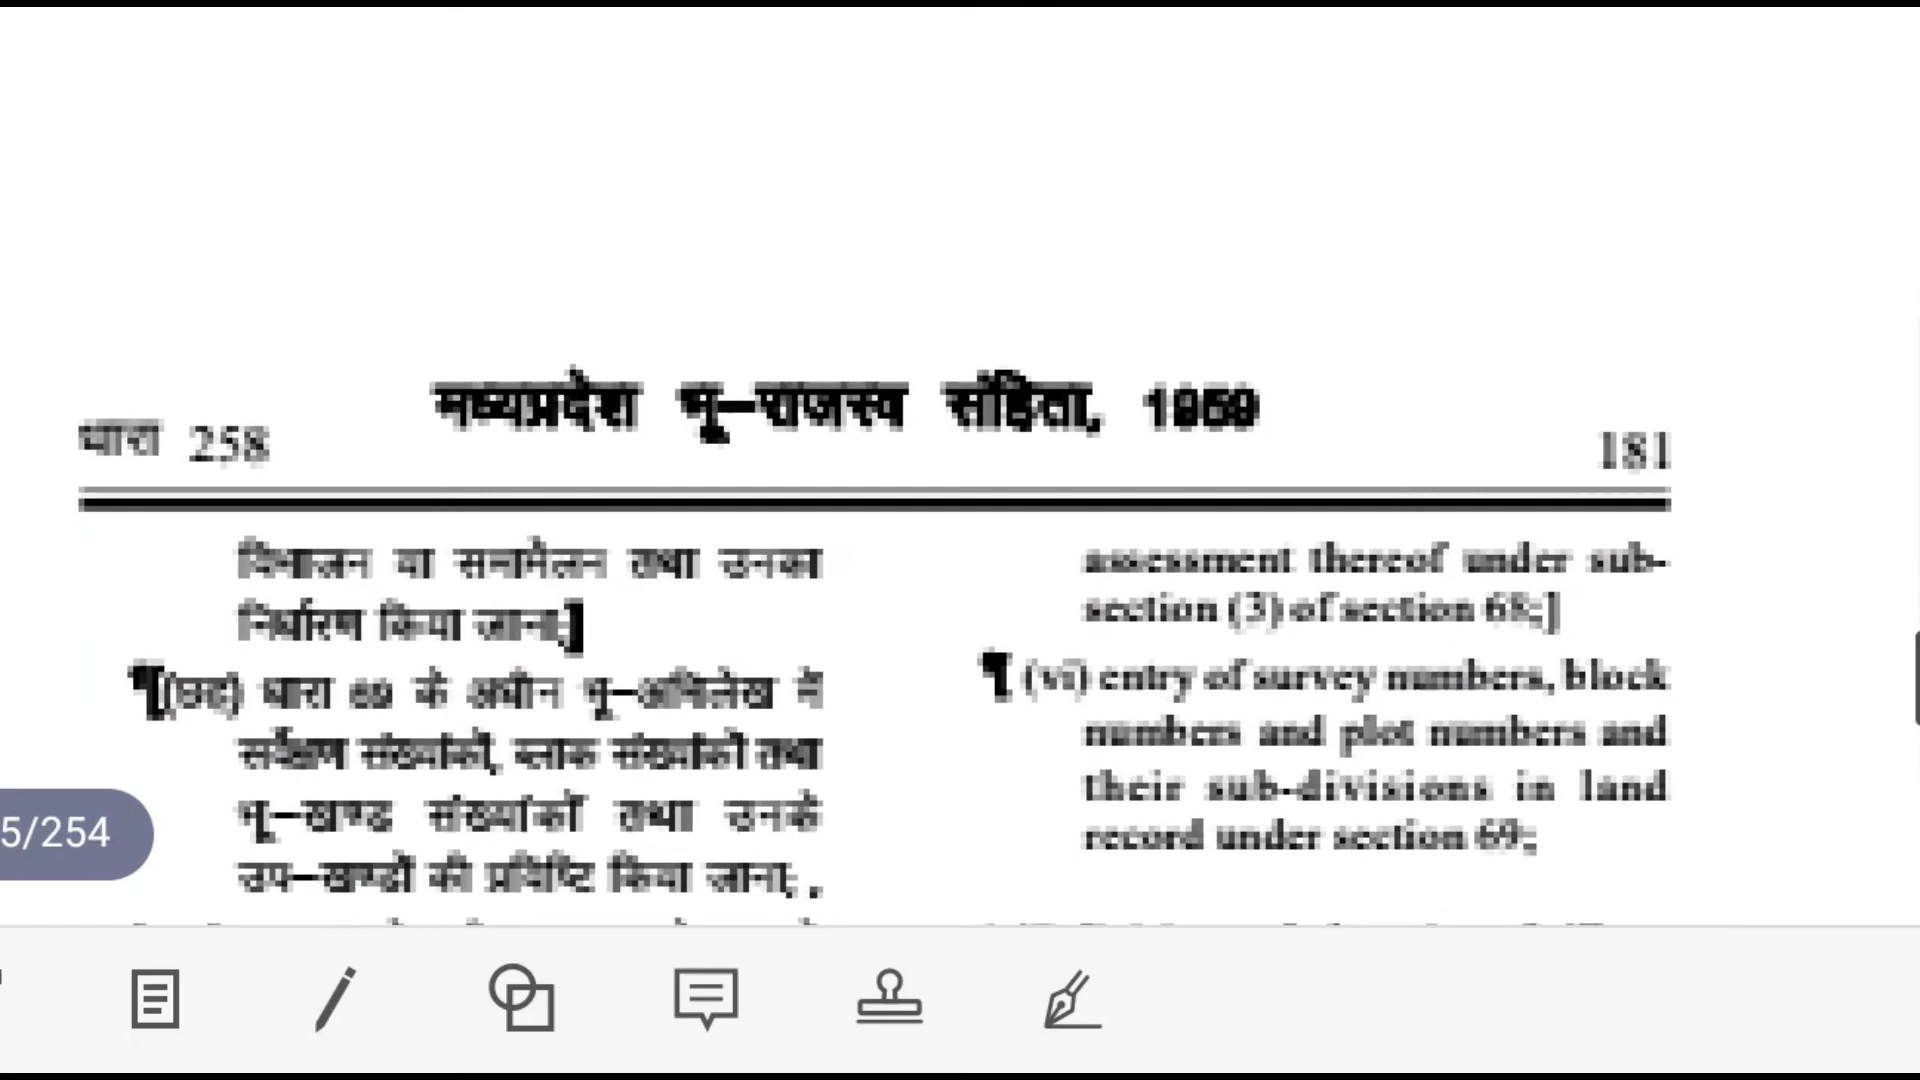 मध्यप्रदेश भू–राजस्व संहिता, 1959
धारा 258
181
विभाजन या सम्मिलन तथा उनका
निर्धारण किया जाना;]
¶[(छह) धारा 69 के अधीन भू–अभिलेख में
सर्वेक्षण संख्यांकों, ब्लाक संख्यांकों तथा
भू–खण्ड संख्यांकों तथा उनके
उप–खण्डों की प्रविष्टि किया जाना; ,
assessment thereof under sub-
section (3) of section 68;]
¶ (vi) entry of survey numbers, block
numbers and plot numbers and
their sub-divisions in land
record under section 69;
5/254